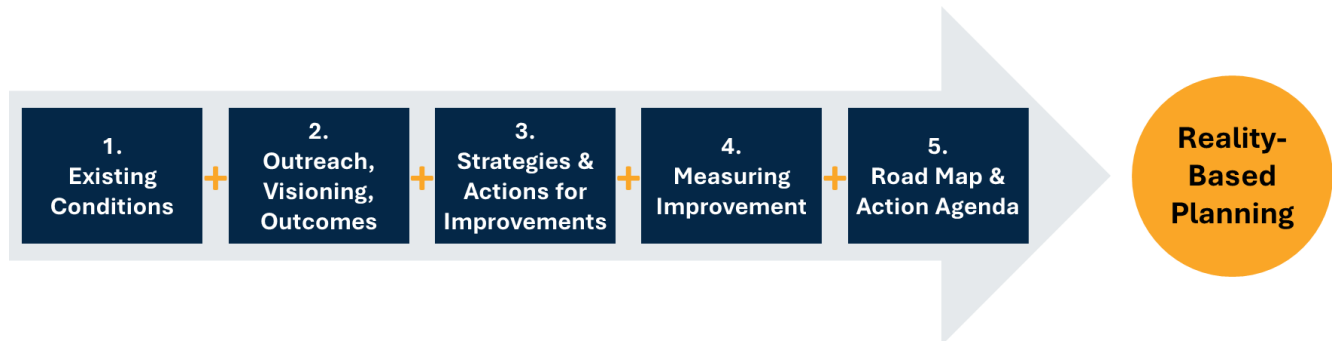 1.
Existing
Conditions
+
2.
Outreach,
Visioning,
Outcomes
+
3.
Strategies &
Actions for
Improvements
+
4.
Measuring
Improvement
+
5.
Road Map &
Action Agenda
Reality-
Based
Planning